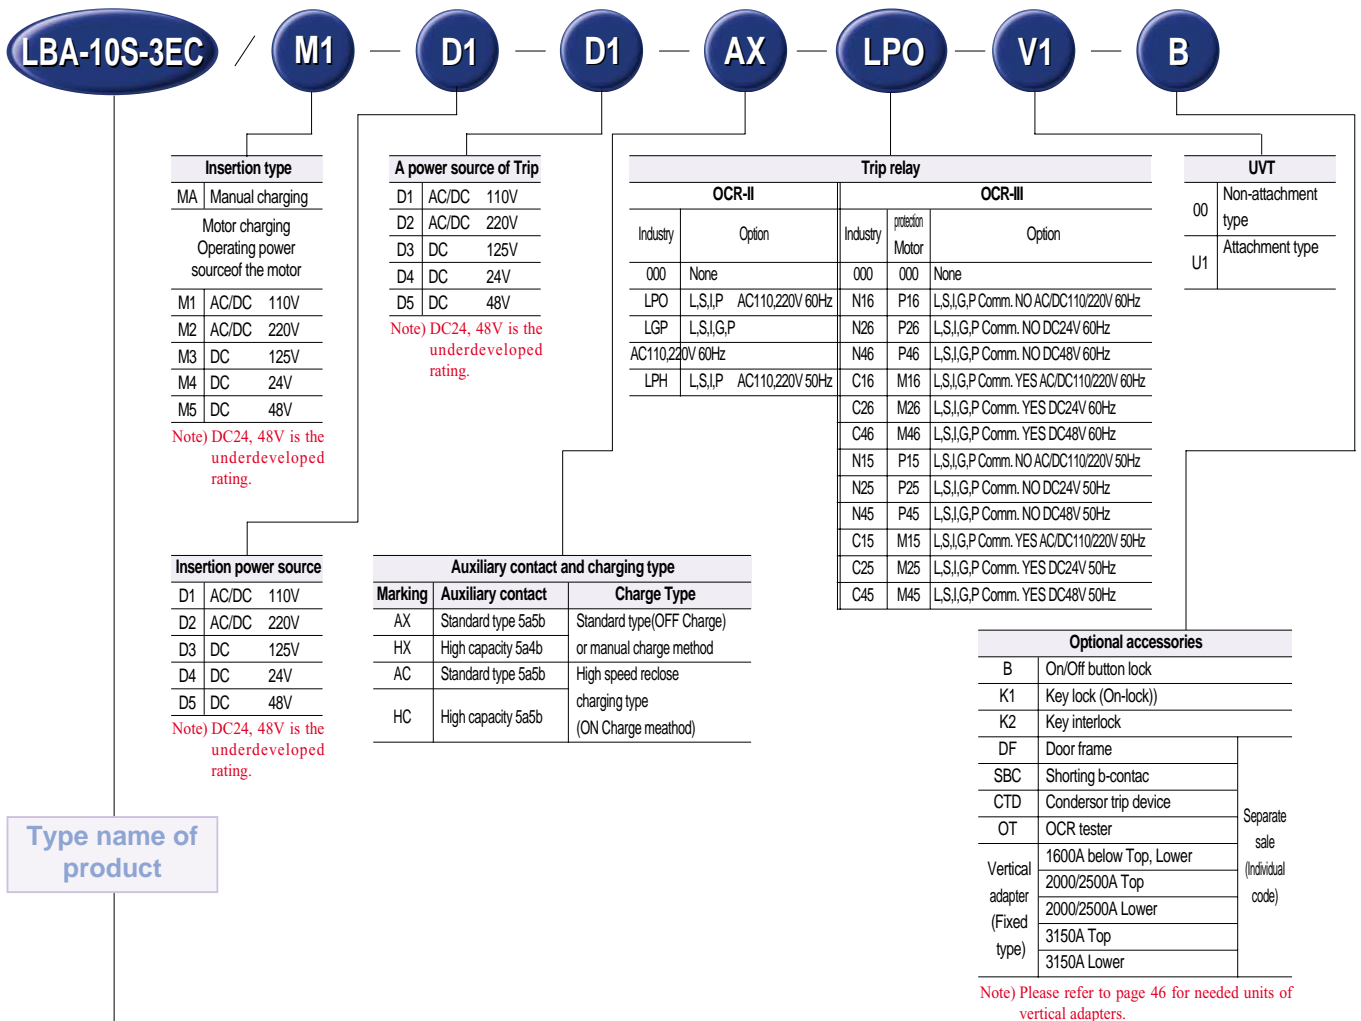 LBA-10S-3EC / M1 — D1 — D1 — AX — LPO — V1 — B
Insertion type
MA Manual charging
Motor charging
Operating power
sourceof the motor
M1 AC/DC 110V
M2 AC/DC 220V
M3 DC 125V
M4 DC 24V
M5 DC 48V
Note) DC24, 48V is the
underdeveloped
rating.
A power source of Trip
D1 AC/DC 110V
D2 AC/DC 220V
D3 DC 125V
D4 DC 24V
D5 DC 48V
Note) DC24, 48V is the
underdeveloped
rating.
Trip relay
OCR-II OCR-III
Industry Option Industry protection Option
Motor
000 None 000 000 None
LPO L,S,I,P AC110,220V 60Hz N16 P16 L,S,I,G,P Comm. NO AC/DC110/220V 60Hz
LGP L,S,I,G,P N26 P26 L,S,I,G,P Comm. NO DC24V 60Hz
AC110,220V 60Hz N46 P46 L,S,I,G,P Comm. NO DC48V 60Hz
LPH L,S,I,P AC110,220V 50Hz C16 M16 L,S,I,G,P Comm. YES AC/DC110/220V 60Hz
C26 M26 L,S,I,G,P Comm. YES DC24V 60Hz
C46 M46 L,S,I,G,P Comm. YES DC48V 60Hz
N15 P15 L,S,I,G,P Comm. NO AC/DC110/220V 50Hz
N25 P25 L,S,I,G,P Comm. NO DC24V 50Hz
N45 P45 L,S,I,G,P Comm. NO DC48V 50Hz
C15 M15 L,S,I,G,P Comm. YES AC/DC110/220V 50Hz
C25 M25 L,S,I,G,P Comm. YES DC24V 50Hz
C45 M45 L,S,I,G,P Comm. YES DC48V 50Hz
UVT
00 Non-attachment
type
U1 Attachment type
Insertion power source
D1 AC/DC 110V
D2 AC/DC 220V
D3 DC 125V
D4 DC 24V
D5 DC 48V
Note) DC24, 48V is the
underdeveloped
rating.
Auxiliary contact and charging type
Marking Auxiliary contact Charge Type
AX Standard type 5a5b Standard type(OFF Charge)
HX High capacity 5a4b or manual charge method
AC Standard type 5a5b High speed reclose
charging type
HC High capacity 5a5b
(ON Charge meathod)
Optional accessories
B On/Off button lock
K1 Key lock (On-lock))
K2 Key interlock
DF Door frame
SBC Shorting b-contac
CTD Condersor trip device
OT OCR tester
Vertical
adapter
(Fixed
type)
1600A below Top, Lower
2000/2500A Top
2000/2500A Lower
3150A Top
3150A Lower
Separate
sale
(Individual
code)
Note) Please refer to page 46 for needed units of
vertical adapters.
Type name of
product